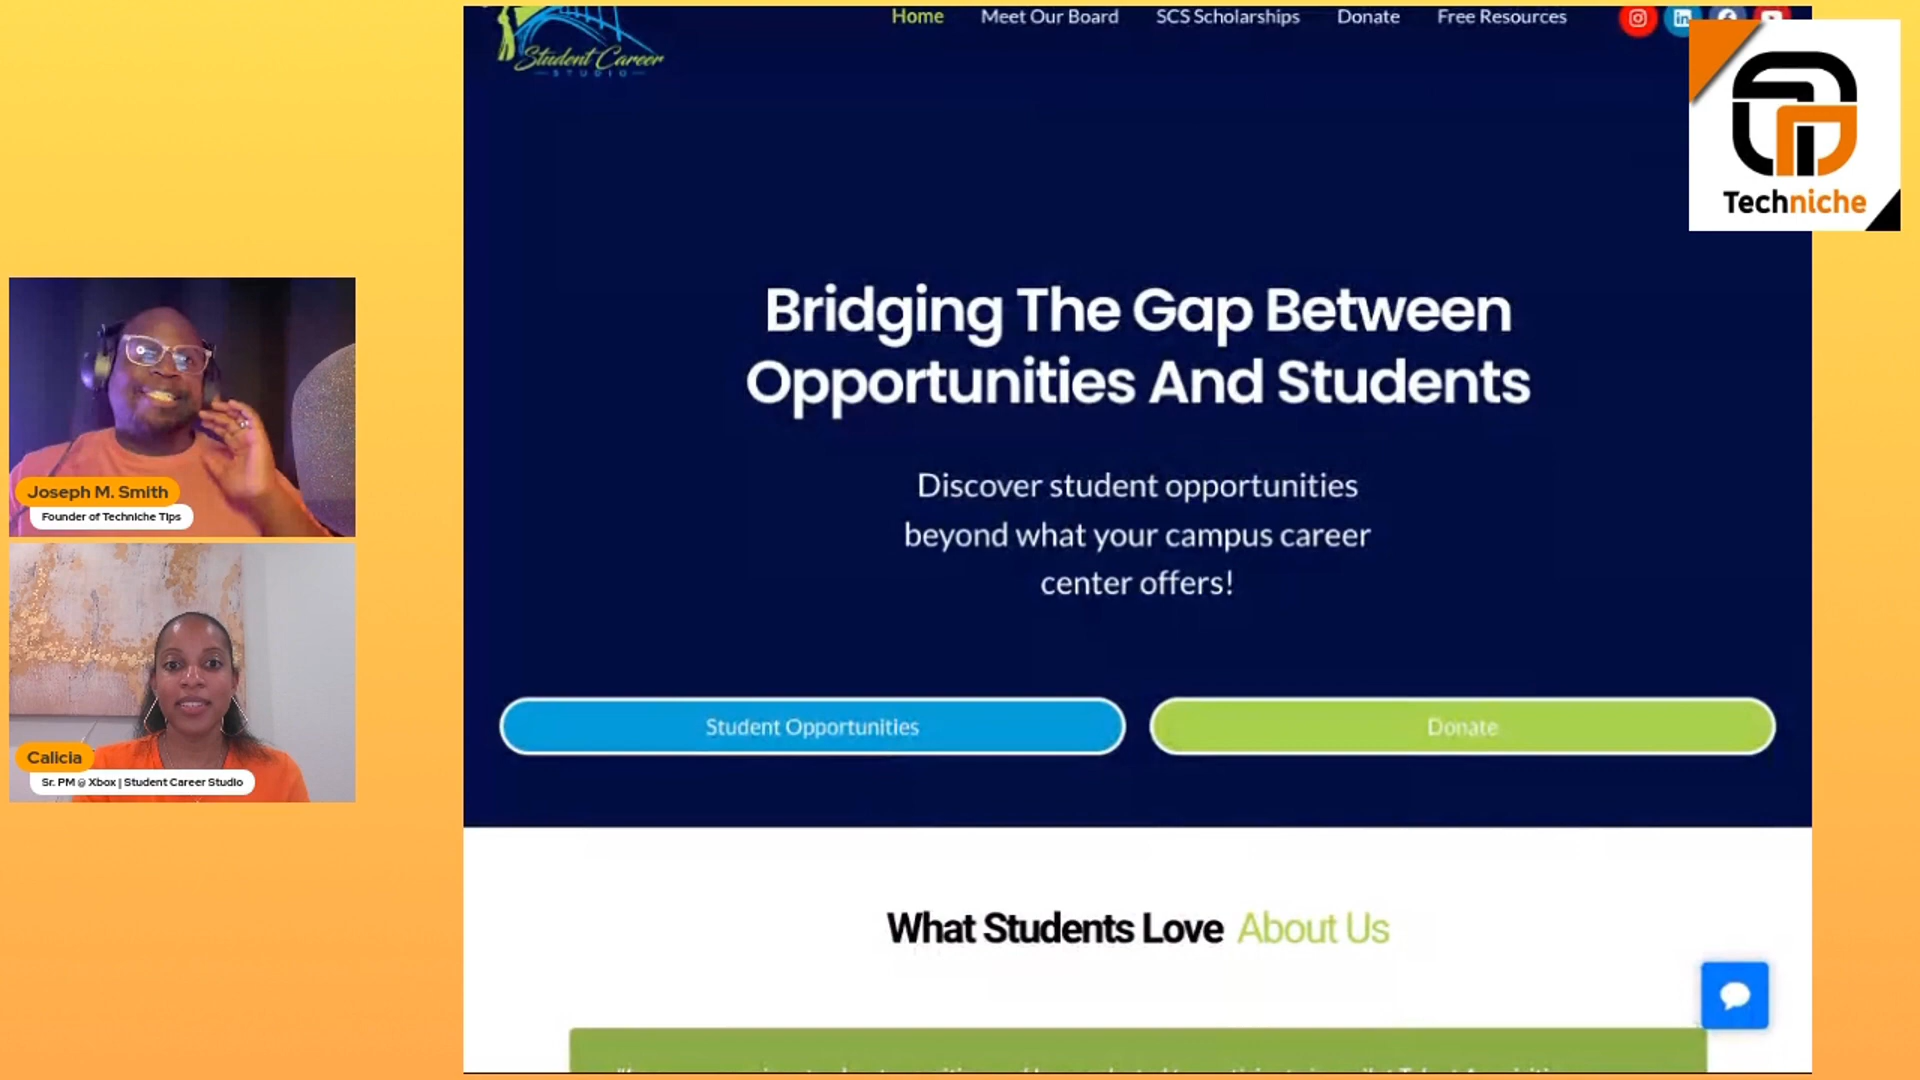 Home Meet Our Board SCS Scholarships Donate Free Resources
Student Career
STUDIO
Techniche
Bridging The Gap Between
Opportunities And Students
Discover student opportunities
beyond what your campus career
center offers!
Student Opportunities
Donate
Joseph M. Smith
Founder of Techniche Tips
Calicia
Sr. PM @ Xbox | Student Career Studio
What Students Love About Us